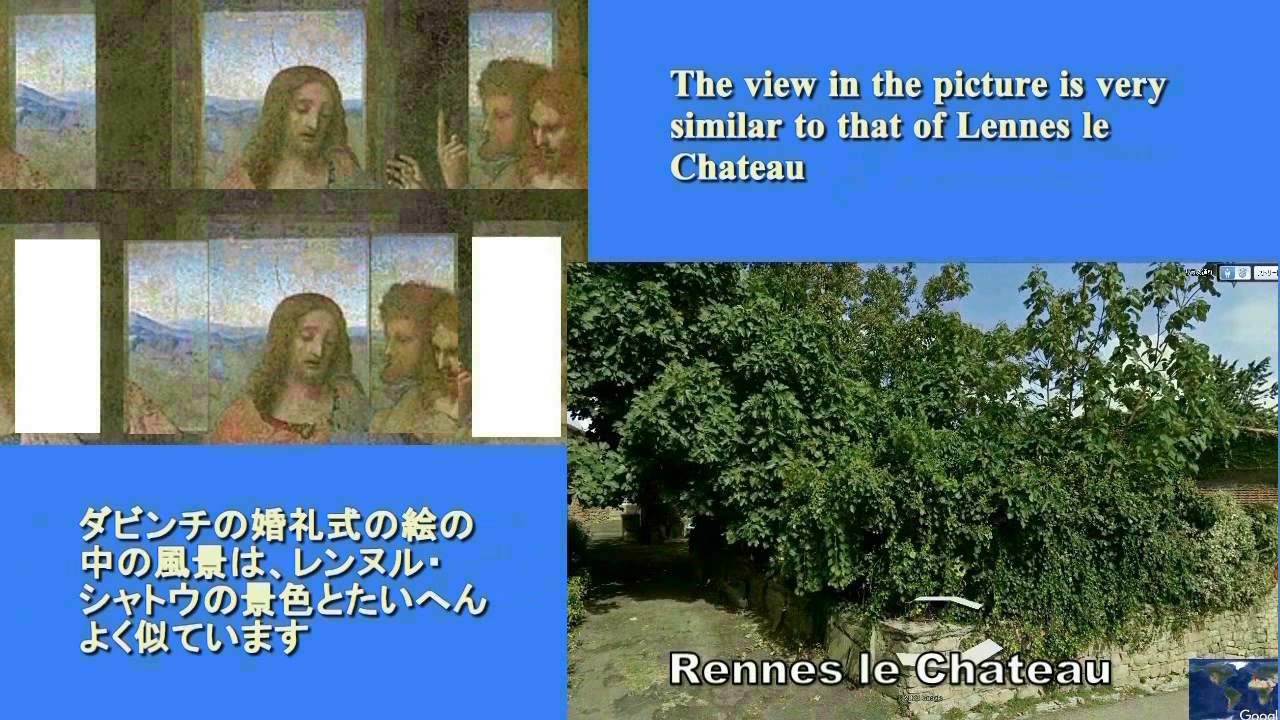 The view in the picture is very
similar to that of Lennes le
Chateau
ダビンチの婚礼式の絵の
中の風景は、レンヌル・
シャトウの景色とたいへん
よく似ています
Rennes le Chateau
Googl